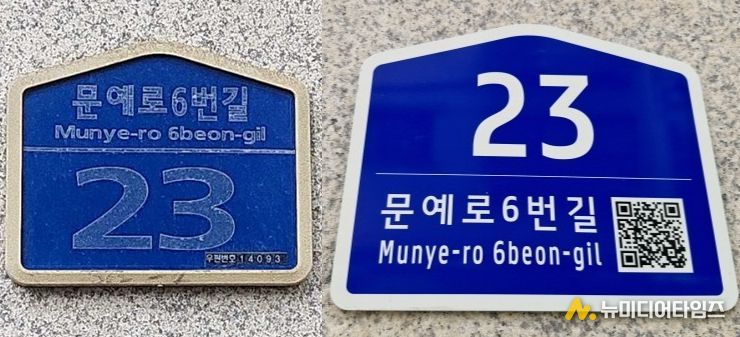 문예로6번길
Munye-ro 6beon-gil
23
우편번호 14093
23
문예로6번길
Munye-ro 6beon-gil
N. 뉴미디어타임즈